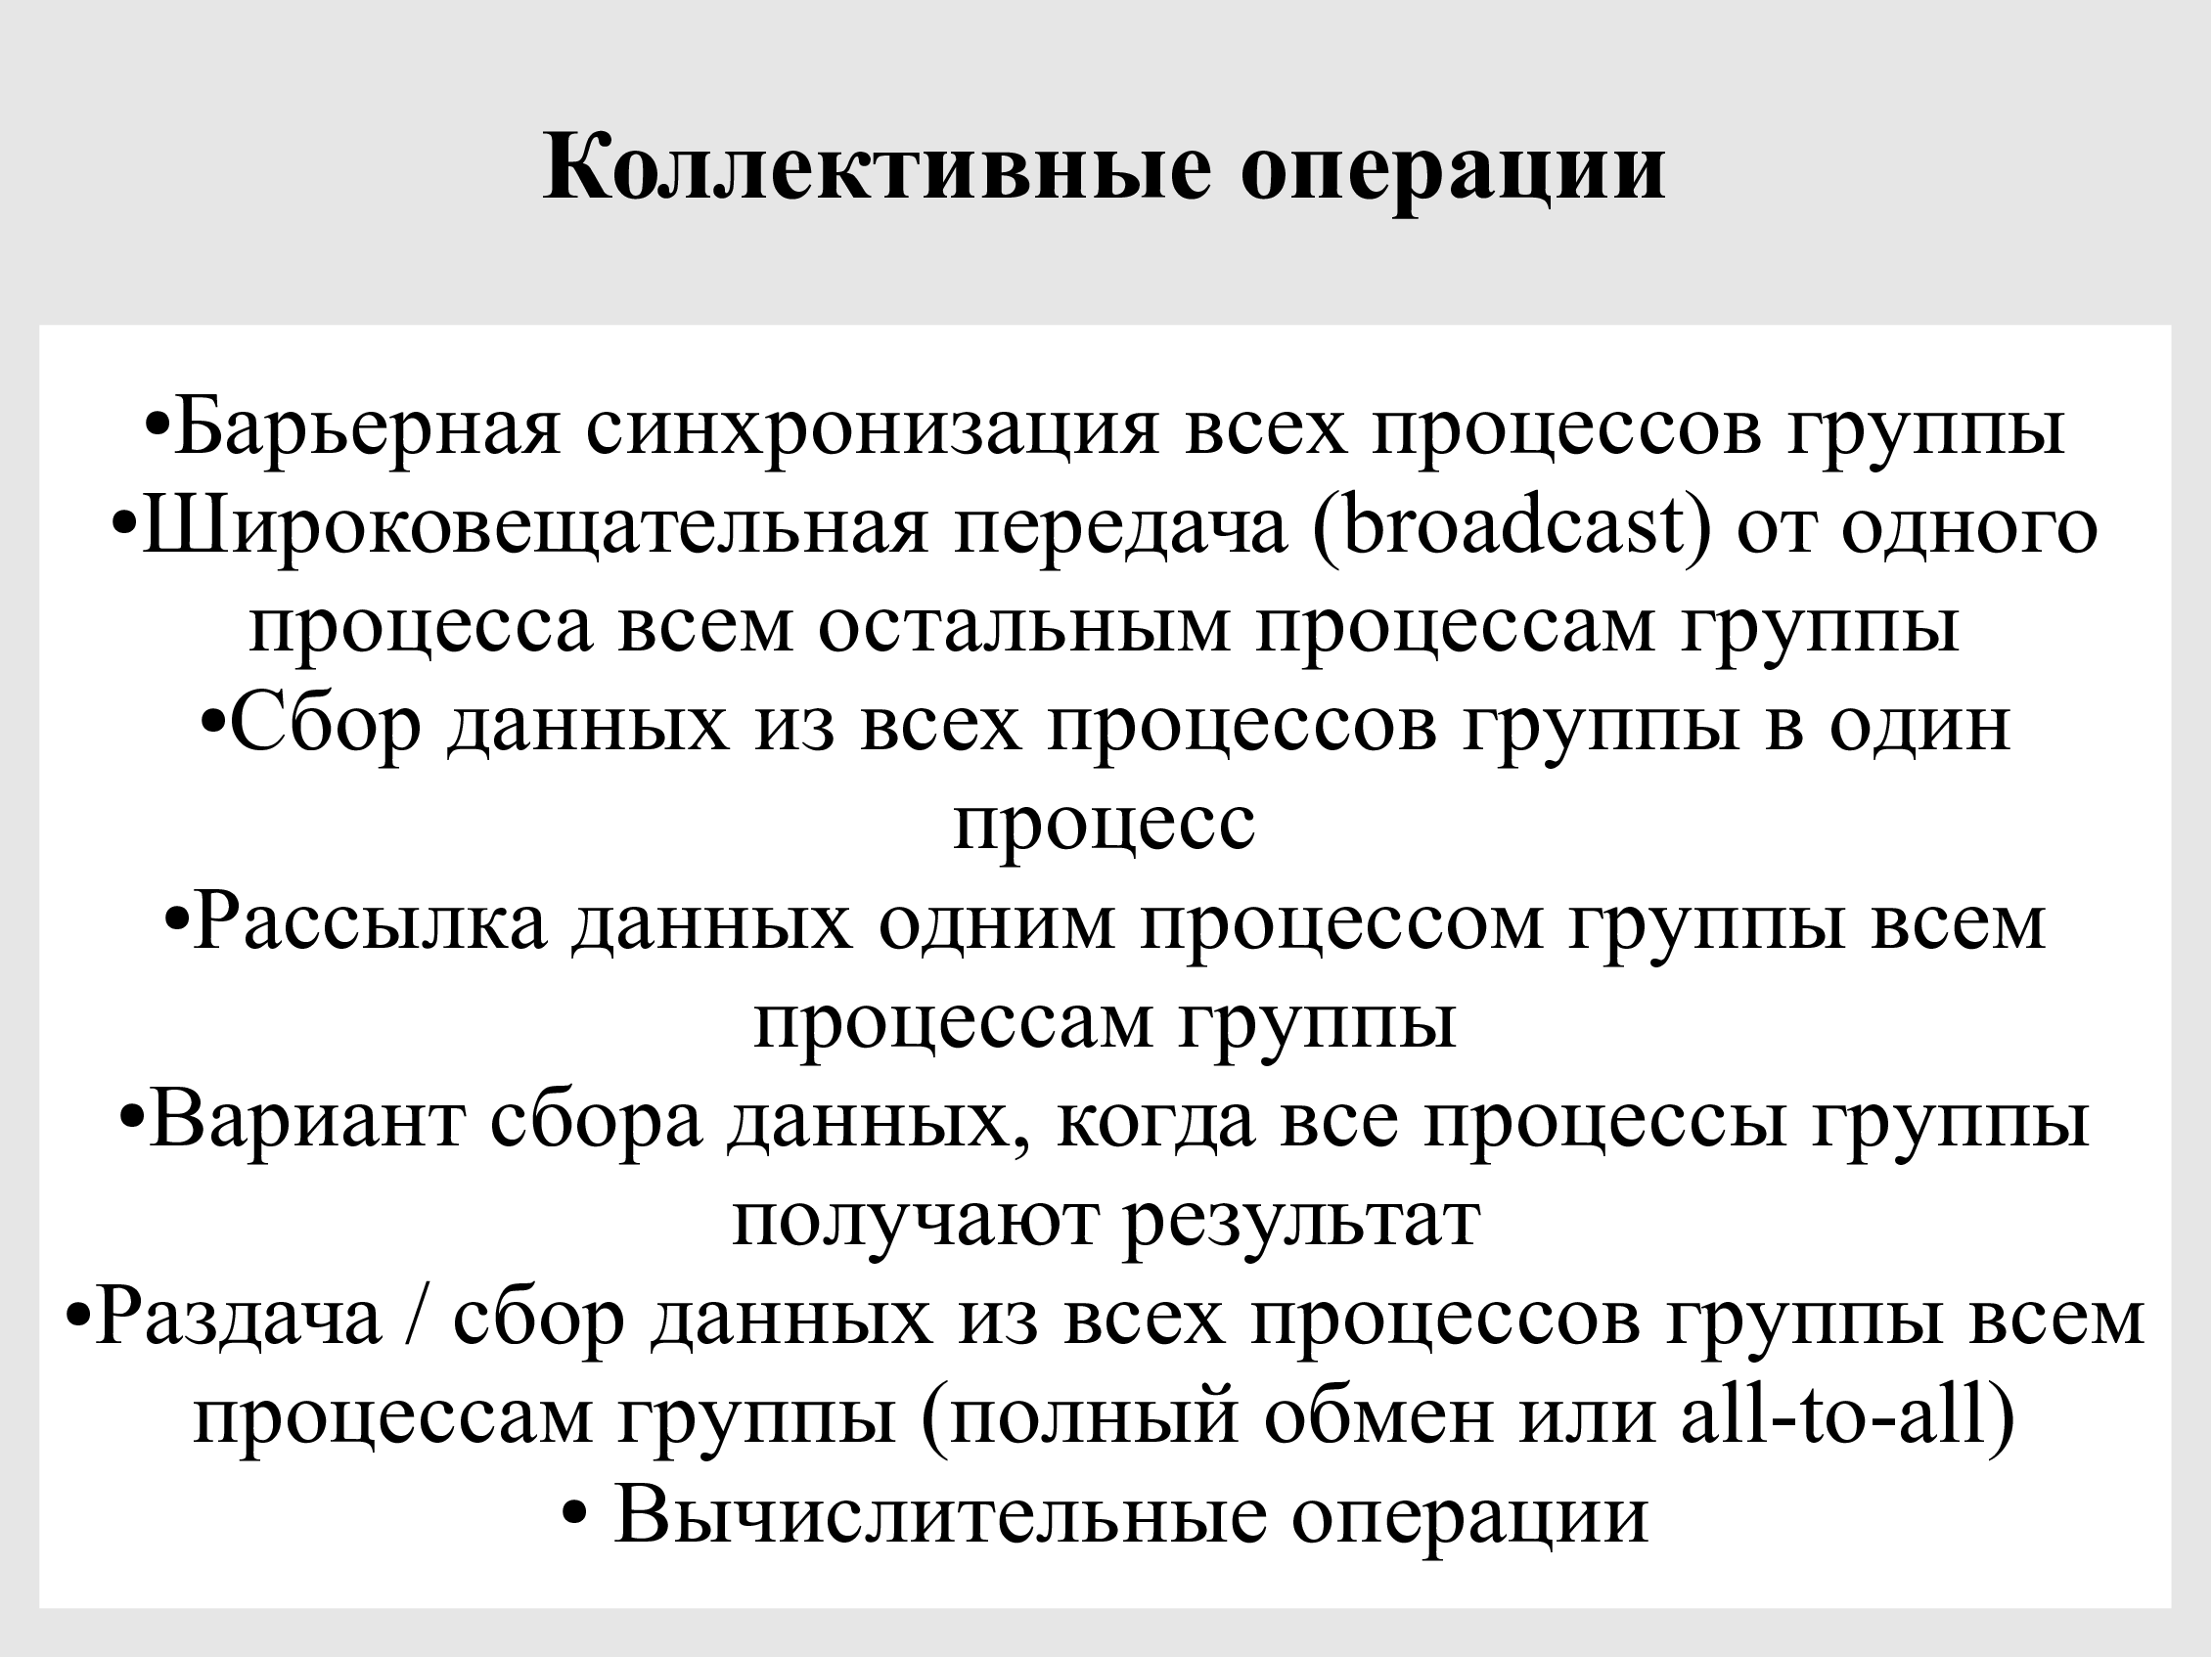 Коллективные операции
•Барьерная синхронизация всех процессов группы
•Широковещательная передача (broadcast) от одного
процесса всем остальным процессам группы
•Сбор данных из всех процессов группы в один
процесс
•Рассылка данных одним процессом группы всем
процессам группы
•Вариант сбора данных, когда все процессы группы
получают результат
•Раздача / сбор данных из всех процессов группы всем
процессам группы (полный обмен или all-to-all)
• Вычислительные операции